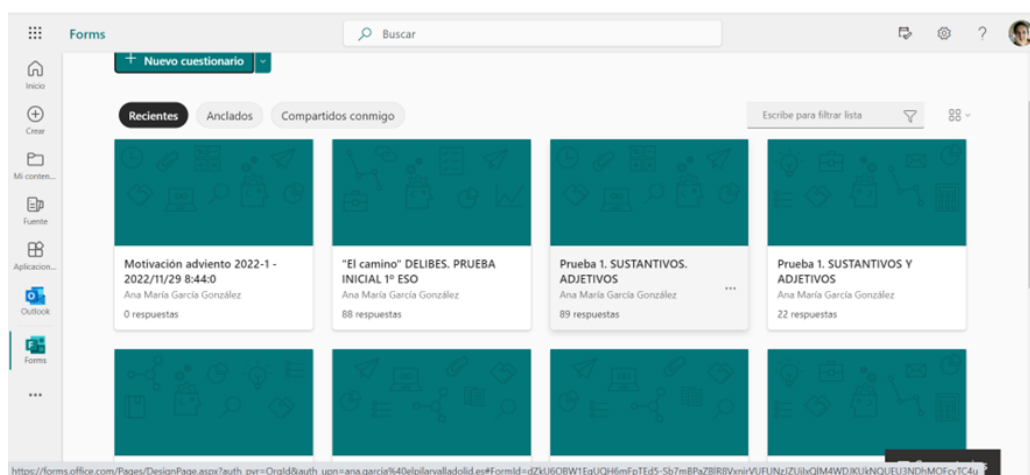 Forms
Buscar
?
+ Nuevo cuestionario
Inicio
Crear
Mi conten...
Fuente
Aplicacion...
Outlook
Forms
...
Recientes
Anclados
Compartidos conmigo
Escribe para filtrar lista
Motivación adviento 2022-1 -
2022/11/29 8:44:0
Ana María García González
0 respuestas
"El camino" DELIBES. PRUEBA
INICIAL 1º ESO
Ana María García González
88 respuestas
Prueba 1. SUSTANTIVOS.
ADJETIVOS
Ana María García González
...
89 respuestas
Prueba 1. SUSTANTIVOS Y
ADJETIVOS
Ana María García González
22 respuestas